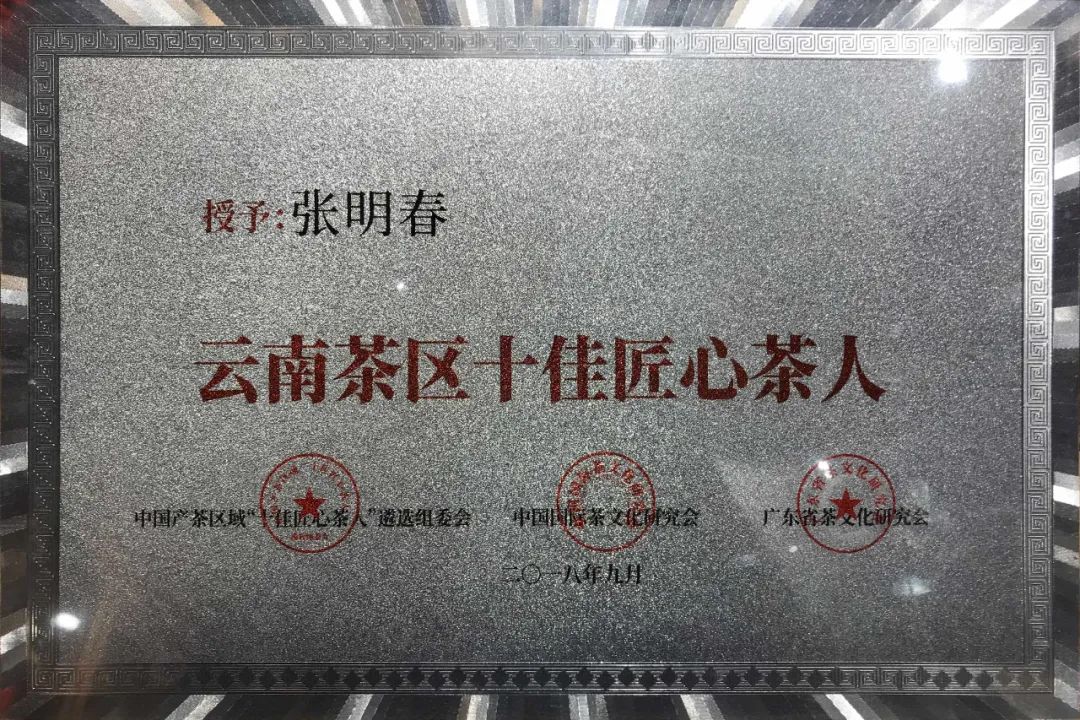 授予:张明春
云南茶区十佳匠心茶人
中国产茶区域“十佳匠心茶人”遴选组委会 中国国际茶文化研究会 广东省茶文化研究会
二〇一八年九月